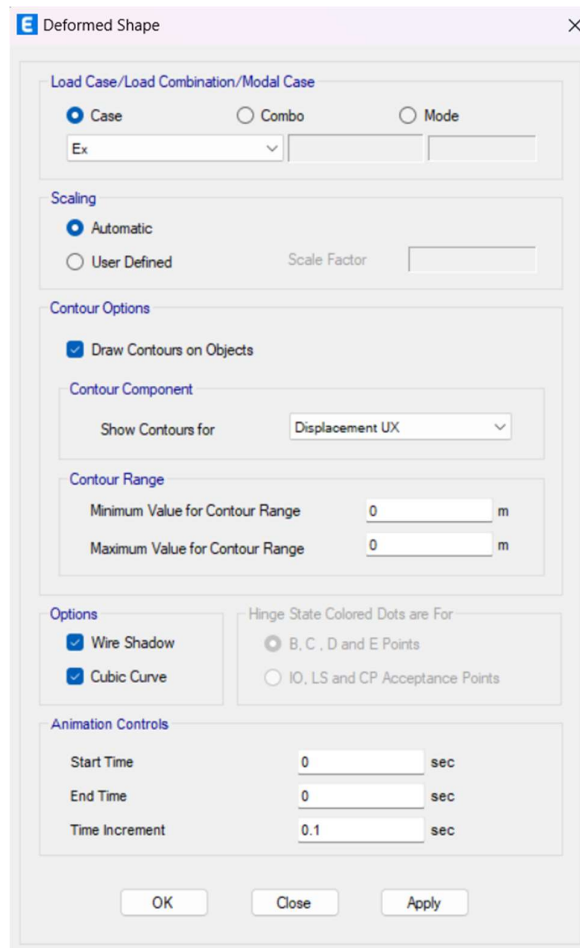 E Deformed Shape
Load Case/Load Combination/Modal Case
Case Combo Mode
Ex
Scaling
Automatic
User Defined Scale Factor
Contour Options
Draw Contours on Objects
Contour Component
Show Contours for Displacement UX
Contour Range
Minimum Value for Contour Range 0 m
Maximum Value for Contour Range 0 m
Options Hinge State Colored Dots are For
Wire Shadow B, C , D and E Points
Cubic Curve IO, LS and CP Acceptance Points
Animation Controls
Start Time 0 sec
End Time 0 sec
Time Increment 0.1 sec
OK Close Apply